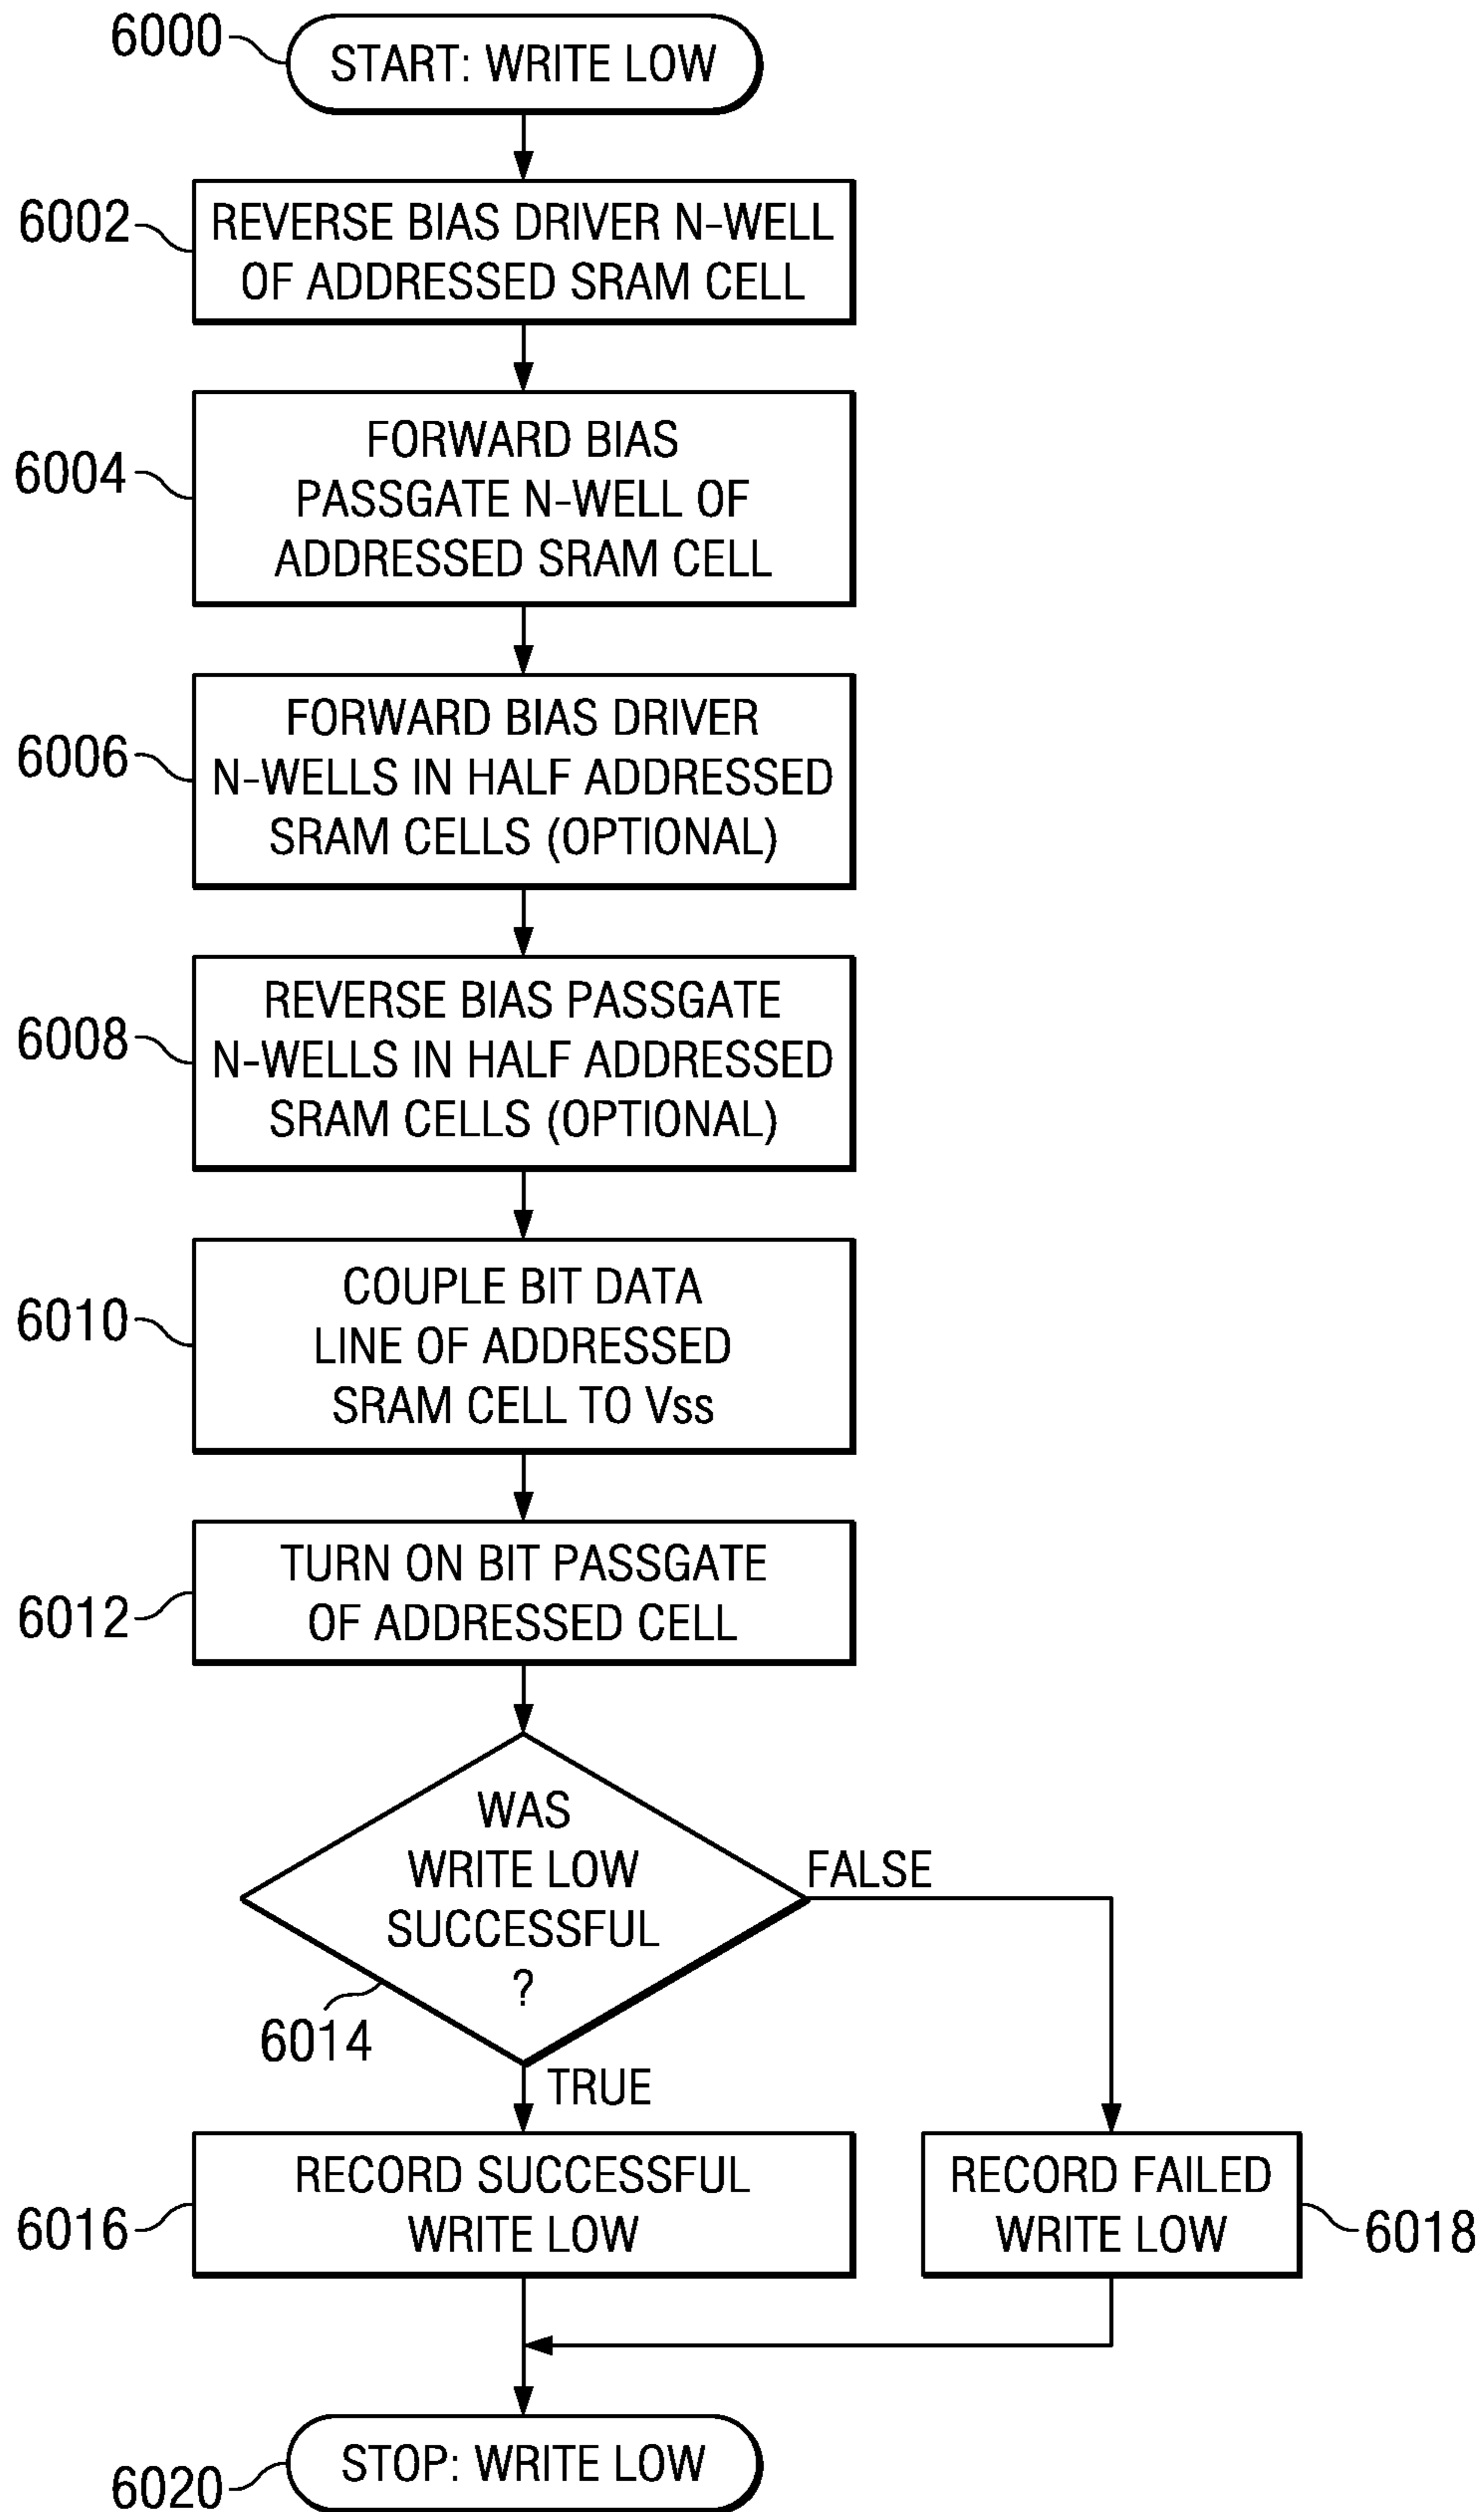 6000
START: WRITE LOW
6002
REVERSE BIAS DRIVER N-WELL
OF ADDRESSED SRAM CELL
6004
FORWARD BIAS
PASSGATE N-WELL OF
ADDRESSED SRAM CELL
6006
FORWARD BIAS DRIVER
N-WELLS IN HALF ADDRESSED
SRAM CELLS (OPTIONAL)
6008
REVERSE BIAS PASSGATE
N-WELLS IN HALF ADDRESSED
SRAM CELLS (OPTIONAL)
6010
COUPLE BIT DATA
LINE OF ADDRESSED
SRAM CELL TO Vss
6012
TURN ON BIT PASSGATE
OF ADDRESSED CELL
WAS
WRITE LOW
SUCCESSFUL
?
FALSE
6014
TRUE
6016
RECORD SUCCESSFUL
WRITE LOW
RECORD FAILED
WRITE LOW
6018
6020
STOP: WRITE LOW